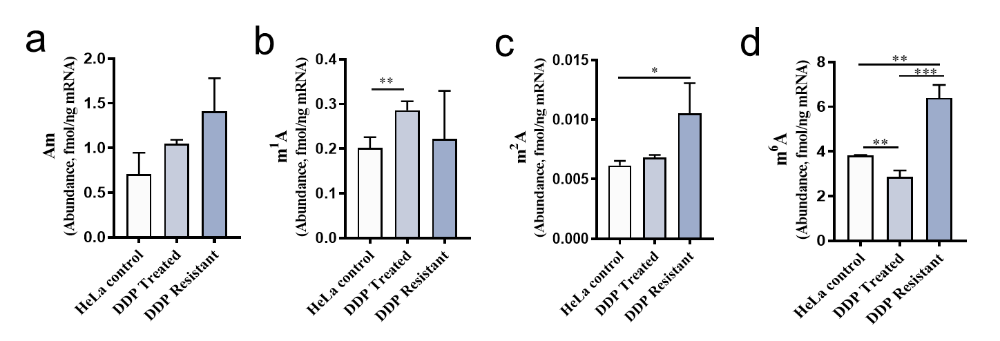 a
Am
(Abundance, fmol/ng mRNA)
2.0
1.5
1.0
0.5
0.0
HeLa control
DDP Treated
DDP Resistant
b
m¹A
(Abundance, fmol/ng mRNA)
0.4
0.3
0.2
0.1
0.0
**
HeLa control
DDP Treated
DDP Resistant
c
m²A
(Abundance, fmol/ng mRNA)
0.015
0.010
0.005
0.000
*
HeLa control
DDP Treated
DDP Resistant
d
m⁶A
(Abundance, fmol/ng mRNA)
8
6
4
2
0
**
***
**
HeLa control
DDP Treated
DDP Resistant